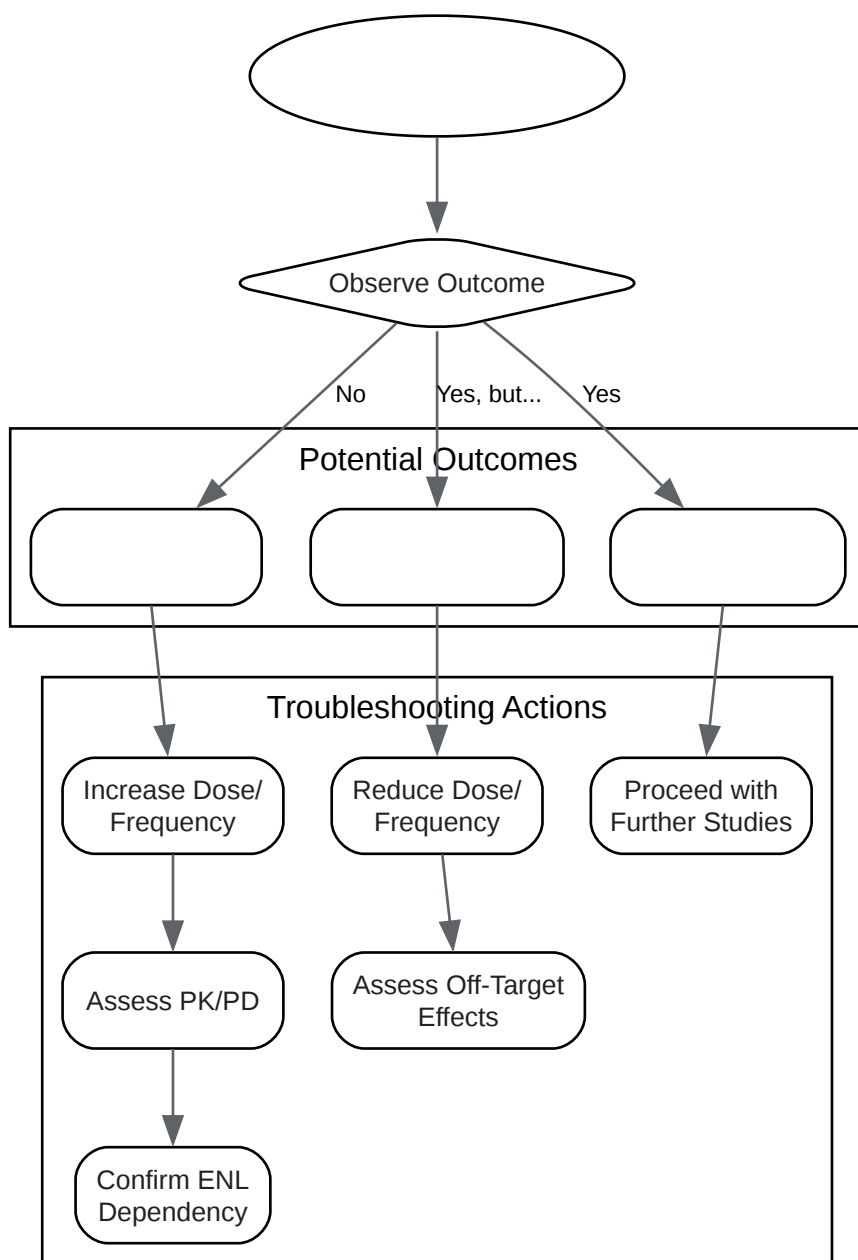 Observe Outcome
No
Yes, but...
Yes
Potential Outcomes
Troubleshooting Actions
Increase Dose/
Frequency
Reduce Dose/
Frequency
Proceed with
Further Studies
Assess PK/PD
Assess Off-Target
Effects
Confirm ENL
Dependency